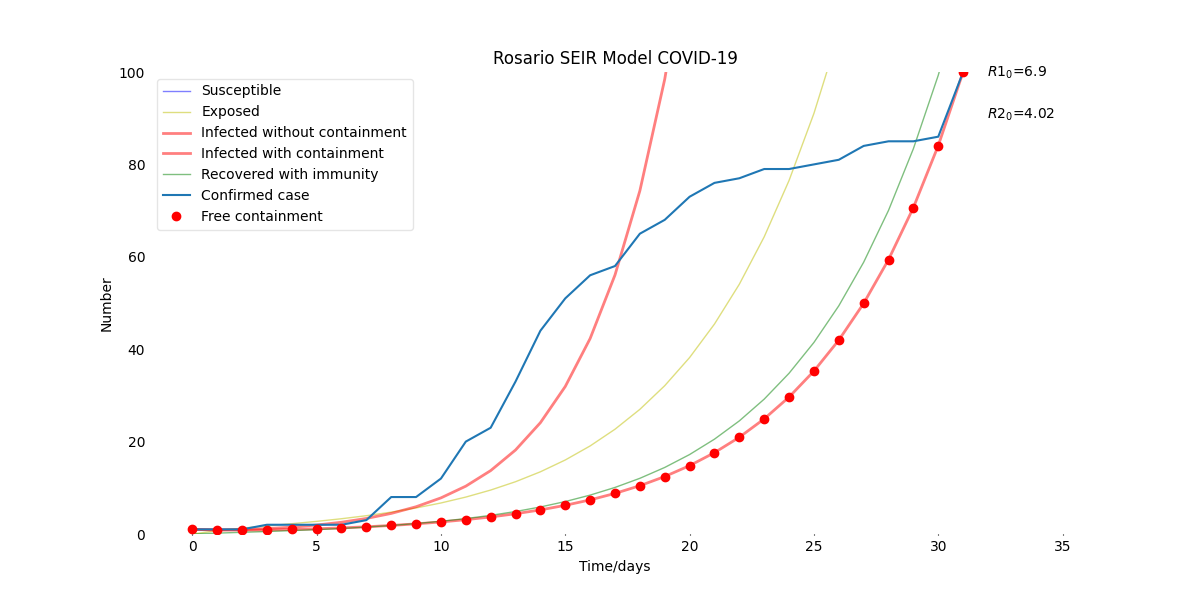 Rosario SEIR Model COVID-19
Number
100
80
60
40
20
0
Susceptible
Exposed
Infected without containment
Infected with containment
Recovered with immunity
Confirmed case
Free containment
R1₀=6.9
R2₀=4.02
0 5 10 15 20 25 30 35
Time/days